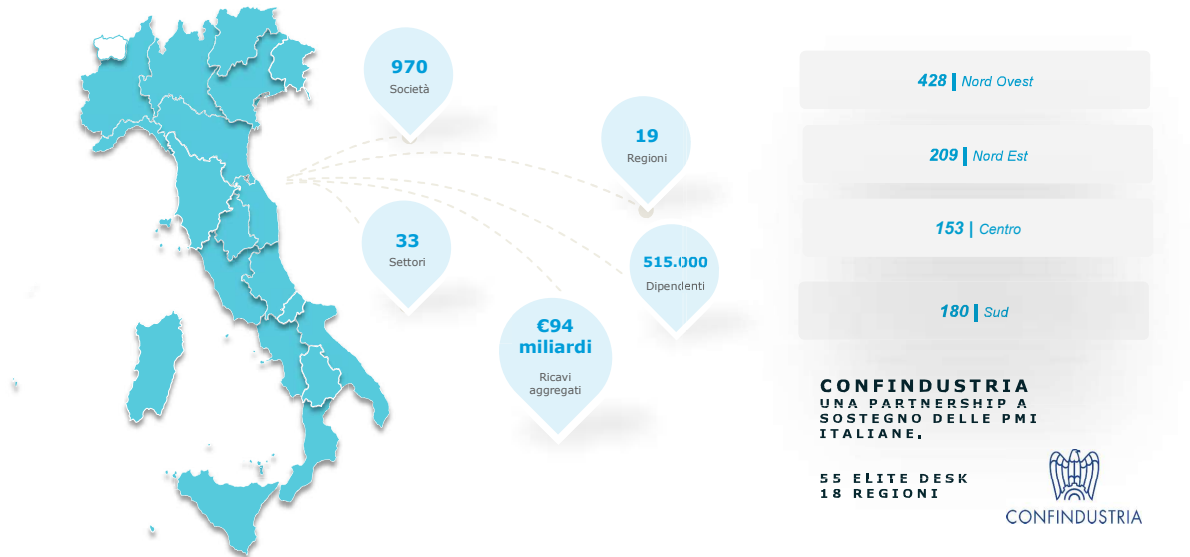 970
Società
19
Regioni
33
Settori
515.000
Dipendenti
€94
miliardi
Ricavi
aggregati
428 | Nord Ovest
209 | Nord Est
153 | Centro
180 | Sud
CONFINDUSTRIA
UNA PARTNERSHIP A
SOSTEGNO DELLE PMI
ITALIANE.
55 ELITE DESK
18 REGIONI
CONFINDUSTRIA